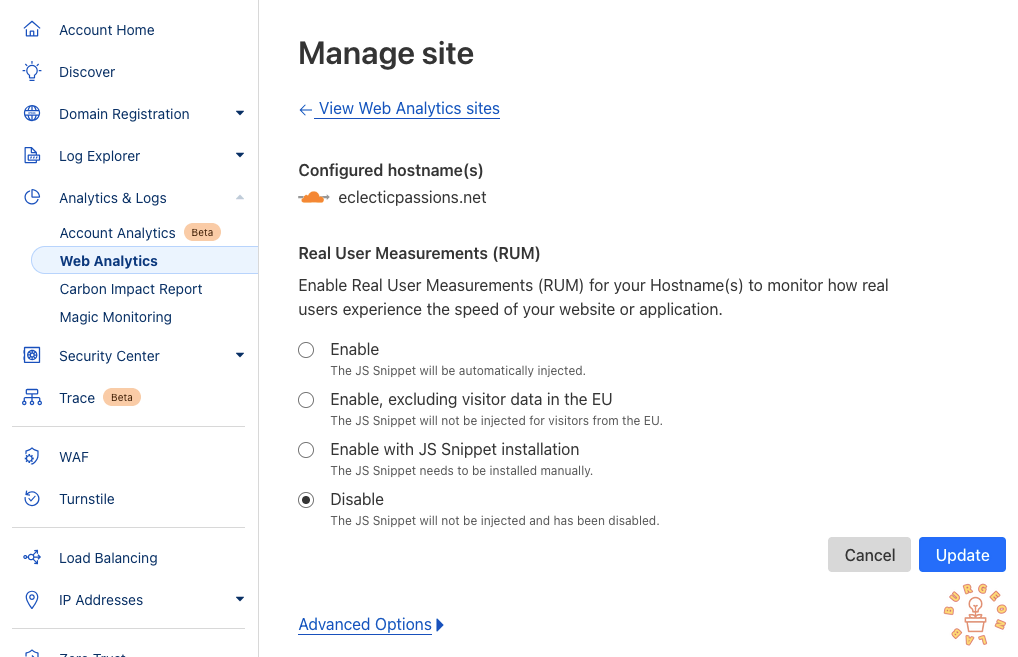 Account Home
Discover
Domain Registration
Log Explorer
Analytics & Logs
Account Analytics Beta
Web Analytics
Carbon Impact Report
Magic Monitoring
Security Center
Trace Beta
WAF
Turnstile
Load Balancing
IP Addresses
Zero Trust
Manage site
← View Web Analytics sites
Configured hostname(s)
eclecticpassions.net
Real User Measurements (RUM)
Enable Real User Measurements (RUM) for your Hostname(s) to monitor how real
users experience the speed of your website or application.
Enable
The JS Snippet will be automatically injected.
Enable, excluding visitor data in the EU
The JS Snippet will not be injected for visitors from the EU.
Enable with JS Snippet installation
The JS Snippet needs to be installed manually.
Disable
The JS Snippet will not be injected and has been disabled.
Cancel Update
Advanced Options